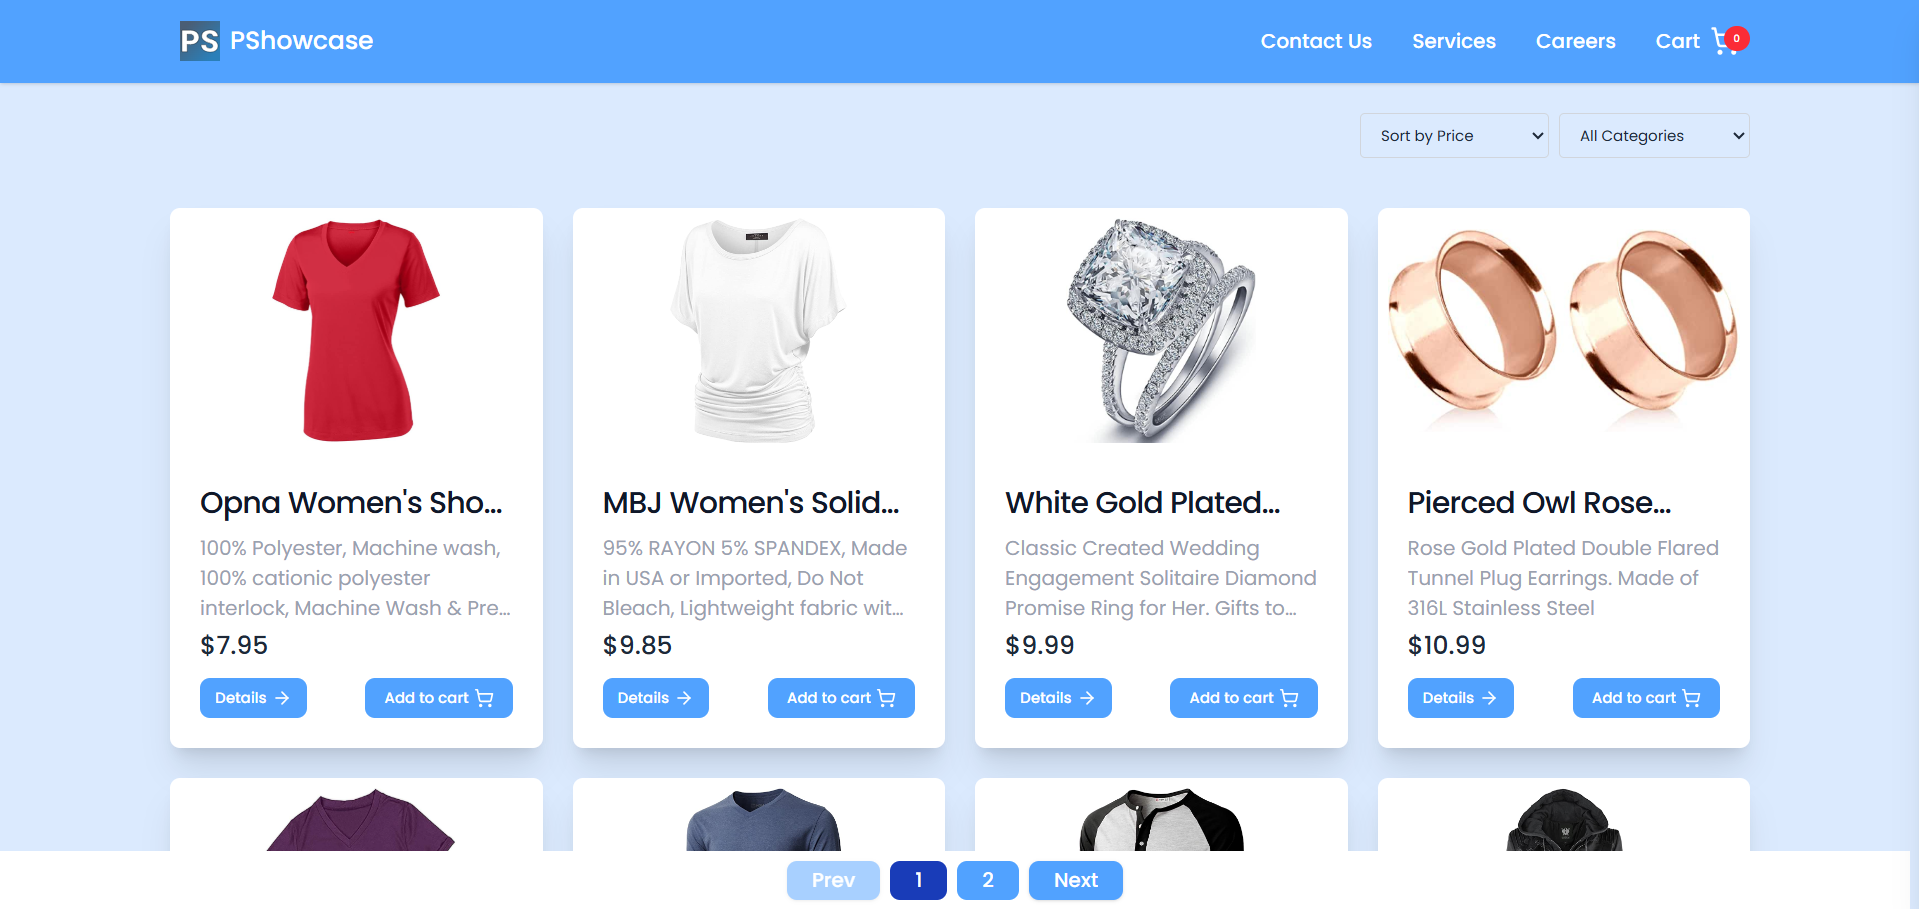 PS PShowcase
Contact Us Services Careers Cart 0
Sort by Price All Categories
Opna Women's Sho...
100% Polyester, Machine wash,
100% cationic polyester
interlock, Machine Wash & Pre...
$7.95
Details Add to cart
MBJ Women's Solid...
95% RAYON 5% SPANDEX, Made
in USA or Imported, Do Not
Bleach, Lightweight fabric wit...
$9.85
Details Add to cart
White Gold Plated...
Classic Created Wedding
Engagement Solitaire Diamond
Promise Ring for Her. Gifts to...
$9.99
Details Add to cart
Pierced Owl Rose...
Rose Gold Plated Double Flared
Tunnel Plug Earrings. Made of
316L Stainless Steel
$10.99
Details Add to cart
Prev 1 2 Next